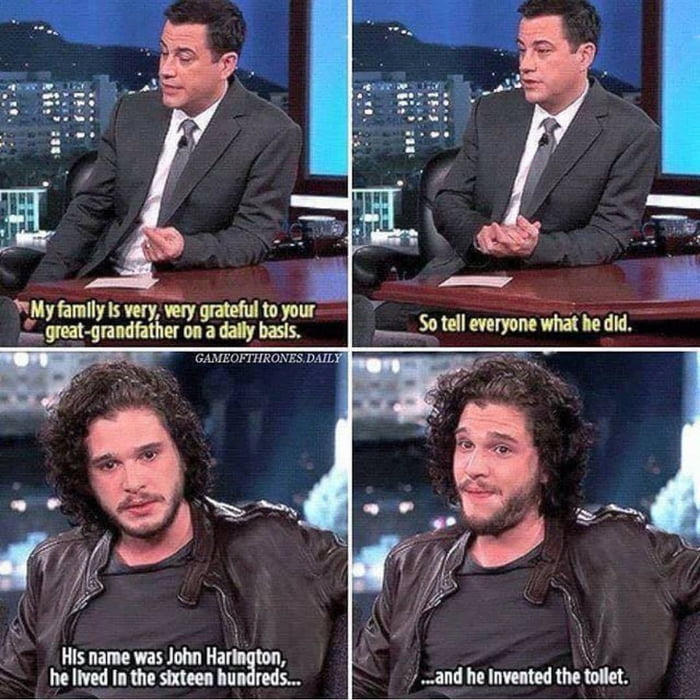 My family is very, very grateful to your
great-grandfather on a daily basis.
So tell everyone what he did.
GAMEOFTHRONES.DAILY
His name was John Harington,
he lived in the sixteen hundreds...
...and he invented the toilet.